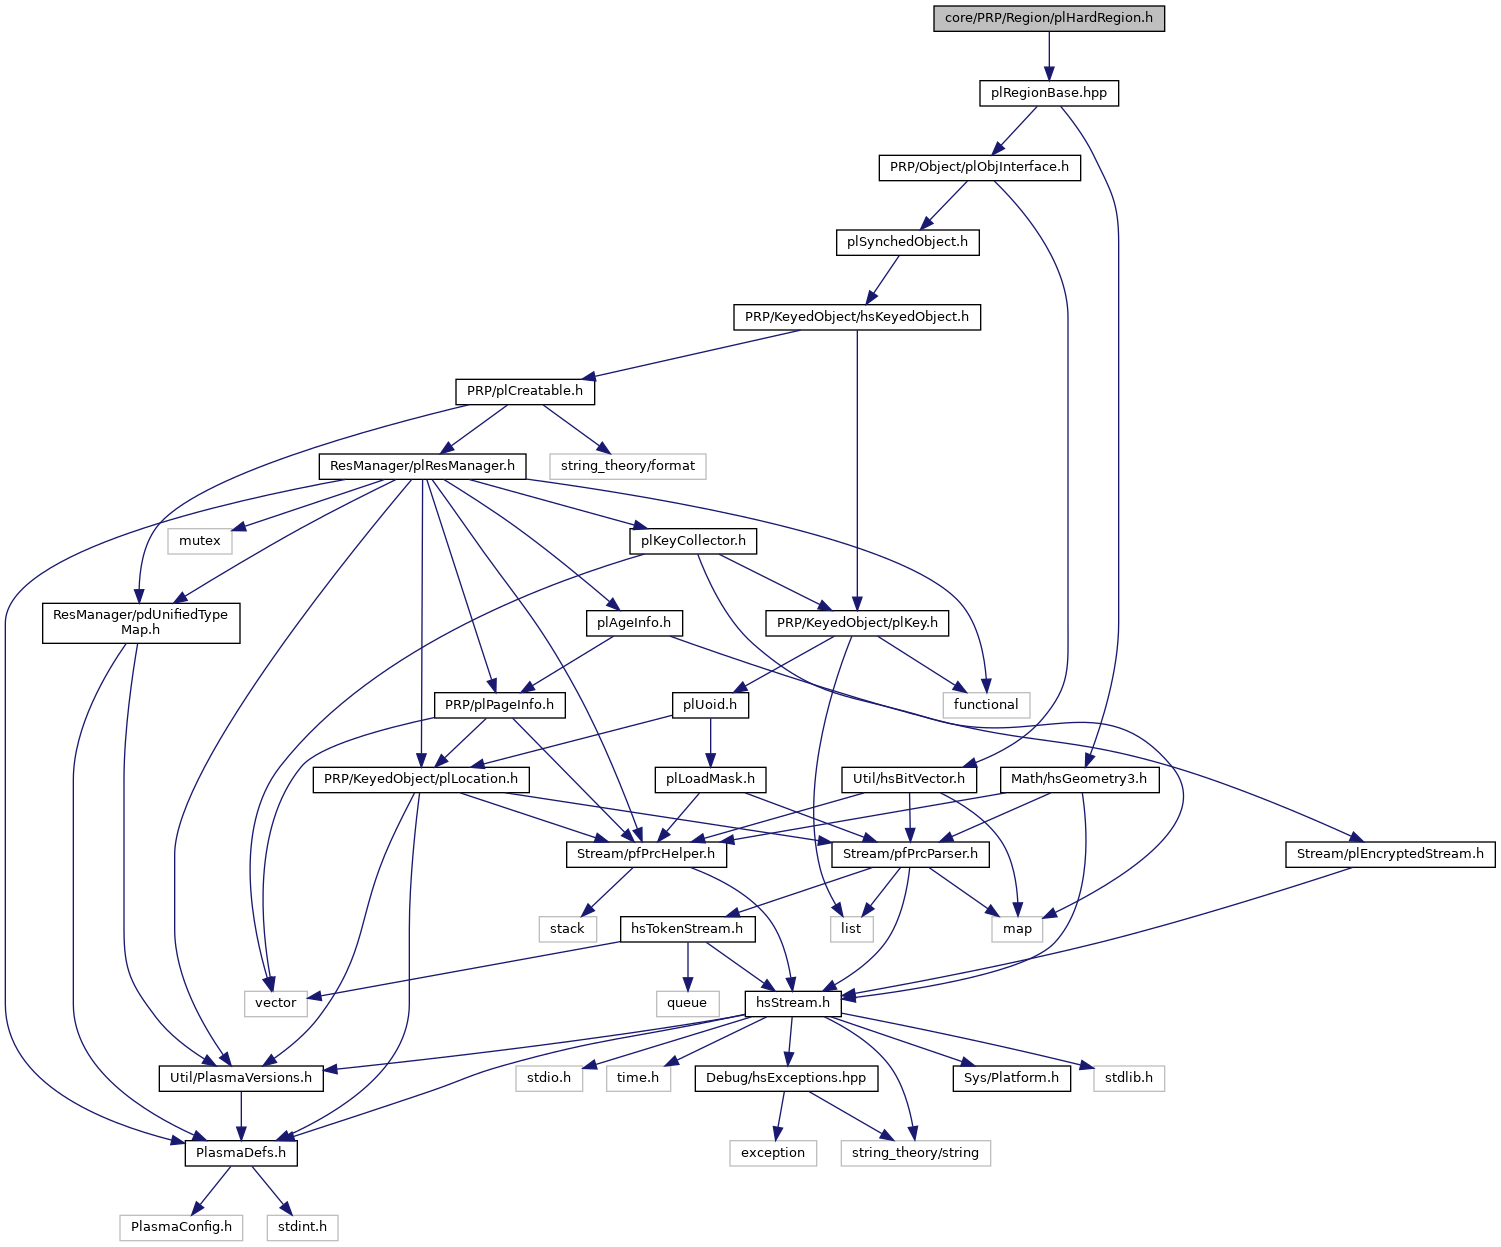 core/PRP/Region/plHardRegion.h
plRegionBase.hpp
PRP/Object/plObjInterface.h
plSynchedObject.h
PRP/KeyedObject/hsKeyedObject.h
PRP/plCreatable.h
ResManager/plResManager.h
string_theory/format
mutex
plKeyCollector.h
ResManager/pdUnifiedType
Map.h
plAgeInfo.h
PRP/KeyedObject/plKey.h
PRP/plPageInfo.h
plUoid.h
functional
PRP/KeyedObject/plLocation.h
plLoadMask.h
Util/hsBitVector.h
Math/hsGeometry3.h
Stream/pfPrcHelper.h
Stream/pfPrcParser.h
Stream/plEncryptedStream.h
stack
hsTokenStream.h
list
map
vector
queue
hsStream.h
Util/PlasmaVersions.h
stdio.h
time.h
Debug/hsExceptions.hpp
Sys/Platform.h
stdlib.h
PlasmaDefs.h
exception
string_theory/string
PlasmaConfig.h
stdint.h